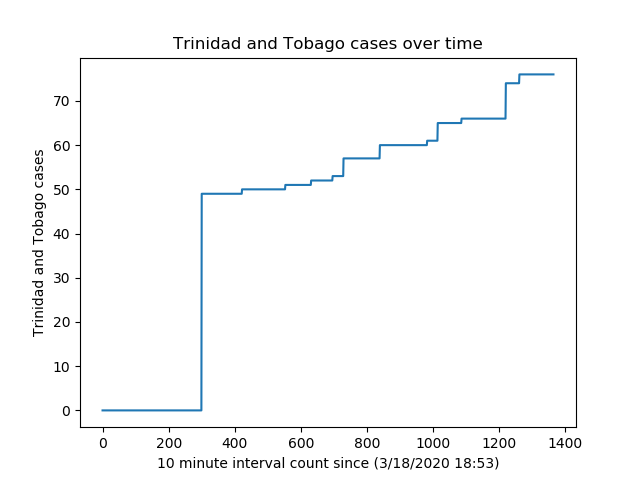 Trinidad and Tobago cases over time
Trinidad and Tobago cases
70
60
50
40
30
20
10
0
0 200 400 600 800 1000 1200 1400
10 minute interval count since (3/18/2020 18:53)